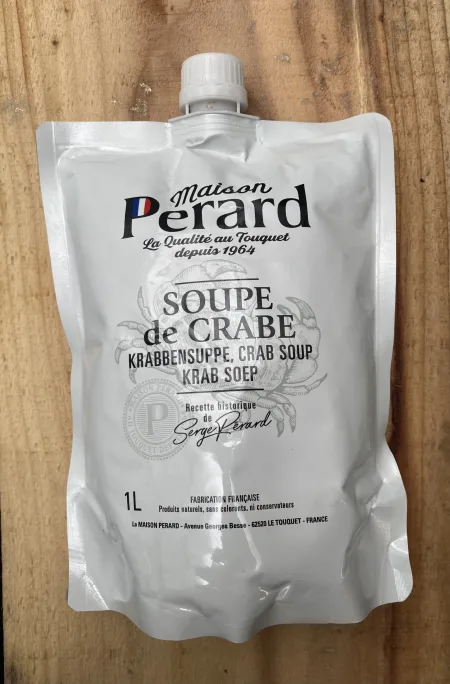 Maison
Perard
La Qualité au Touquet
depuis 1964
SOUPE
de CRABE
KRABBENSUPPE, CRAB SOUP
KRAB SOEP
Recette historique
de
Serge Pérard
P
1L
FABRICATION FRANÇAISE
Produits naturels, sans colorants, ni conservateurs
La MAISON PERARD - Avenue Georges Besse - 62520 LE TOUQUET - FRANCE